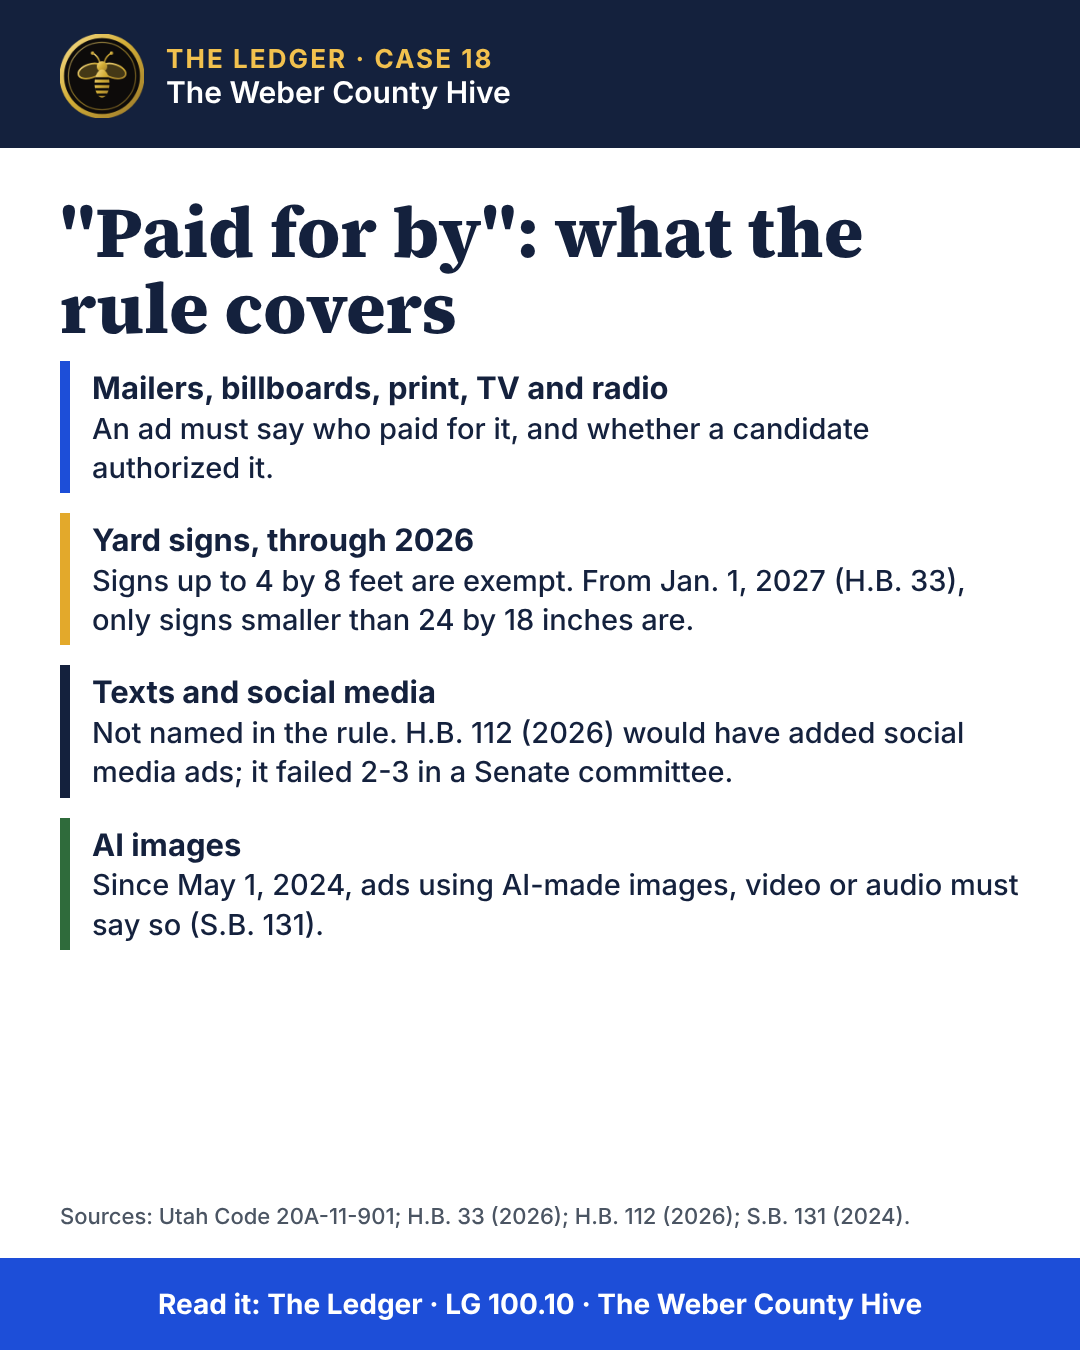 THE LEDGER · CASE 18
The Weber County Hive
"Paid for by": what the
rule covers
Mailers, billboards, print, TV and radio
An ad must say who paid for it, and whether a candidate
authorized it.
Yard signs, through 2026
Signs up to 4 by 8 feet are exempt. From Jan. 1, 2027 (H.B. 33),
only signs smaller than 24 by 18 inches are.
Texts and social media
Not named in the rule. H.B. 112 (2026) would have added social
media ads; it failed 2-3 in a Senate committee.
AI images
Since May 1, 2024, ads using AI-made images, video or audio must
say so (S.B. 131).
Sources: Utah Code 20A-11-901; H.B. 33 (2026); H.B. 112 (2026); S.B. 131 (2024).
Read it: The Ledger · LG 100.10 · The Weber County Hive